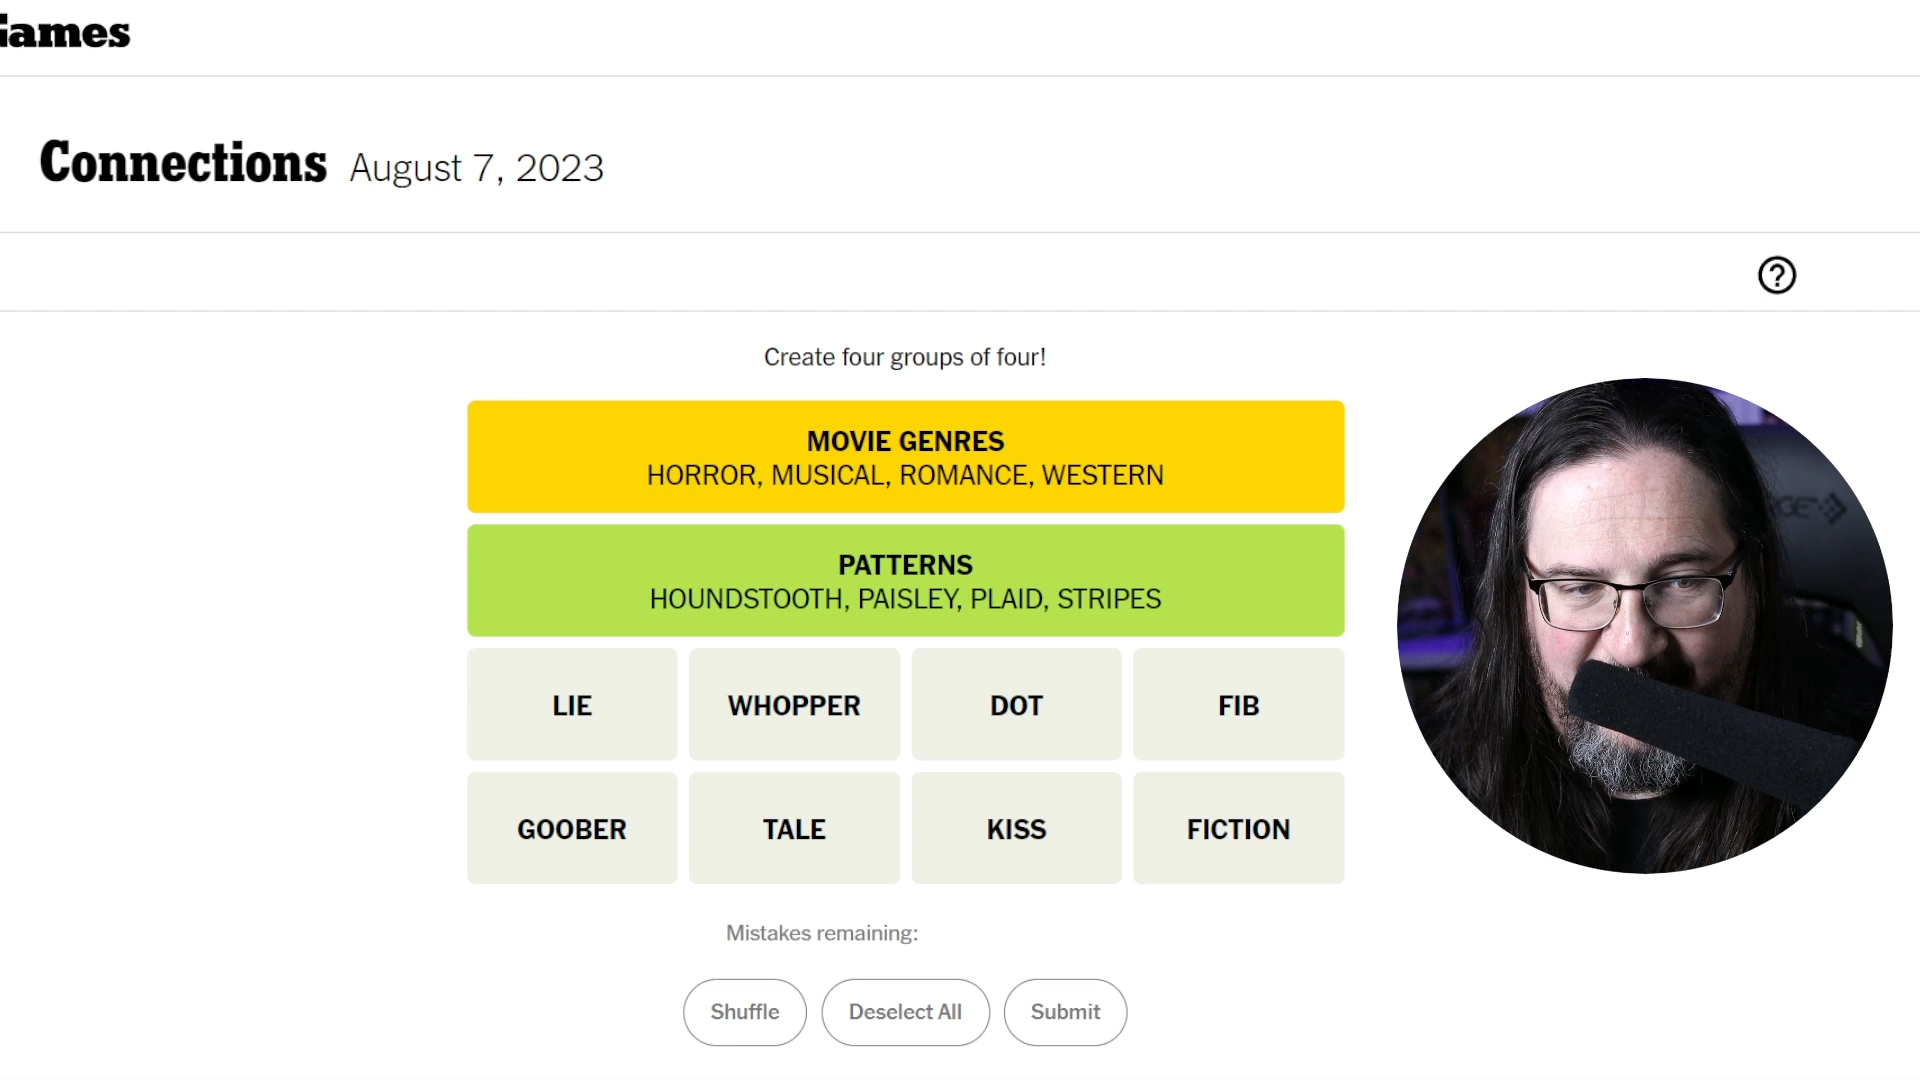 Games
Connections August 7, 2023
?
Create four groups of four!
MOVIE GENRES
HORROR, MUSICAL, ROMANCE, WESTERN
PATTERNS
HOUNDSTOOTH, PAISLEY, PLAID, STRIPES
LIE WHOPPER DOT FIB
GOOBER TALE KISS FICTION
Mistakes remaining:
Shuffle Deselect All Submit